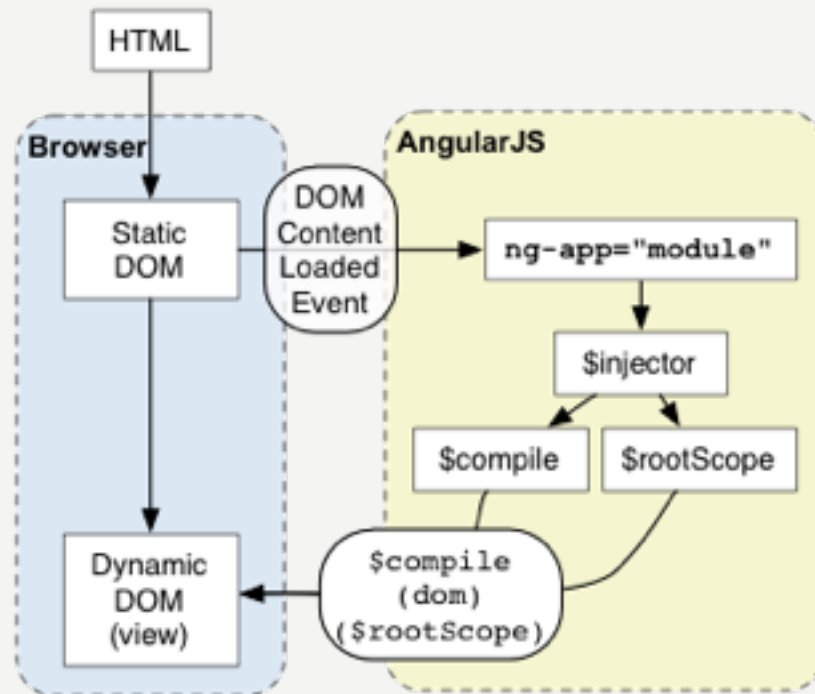 HTML
Browser
AngularJS
Static
DOM
DOM
Content
Loaded
Event
ng-app="module"
$injector
$compile
$rootScope
Dynamic
DOM
(view)
$compile
(dom)
($rootScope)